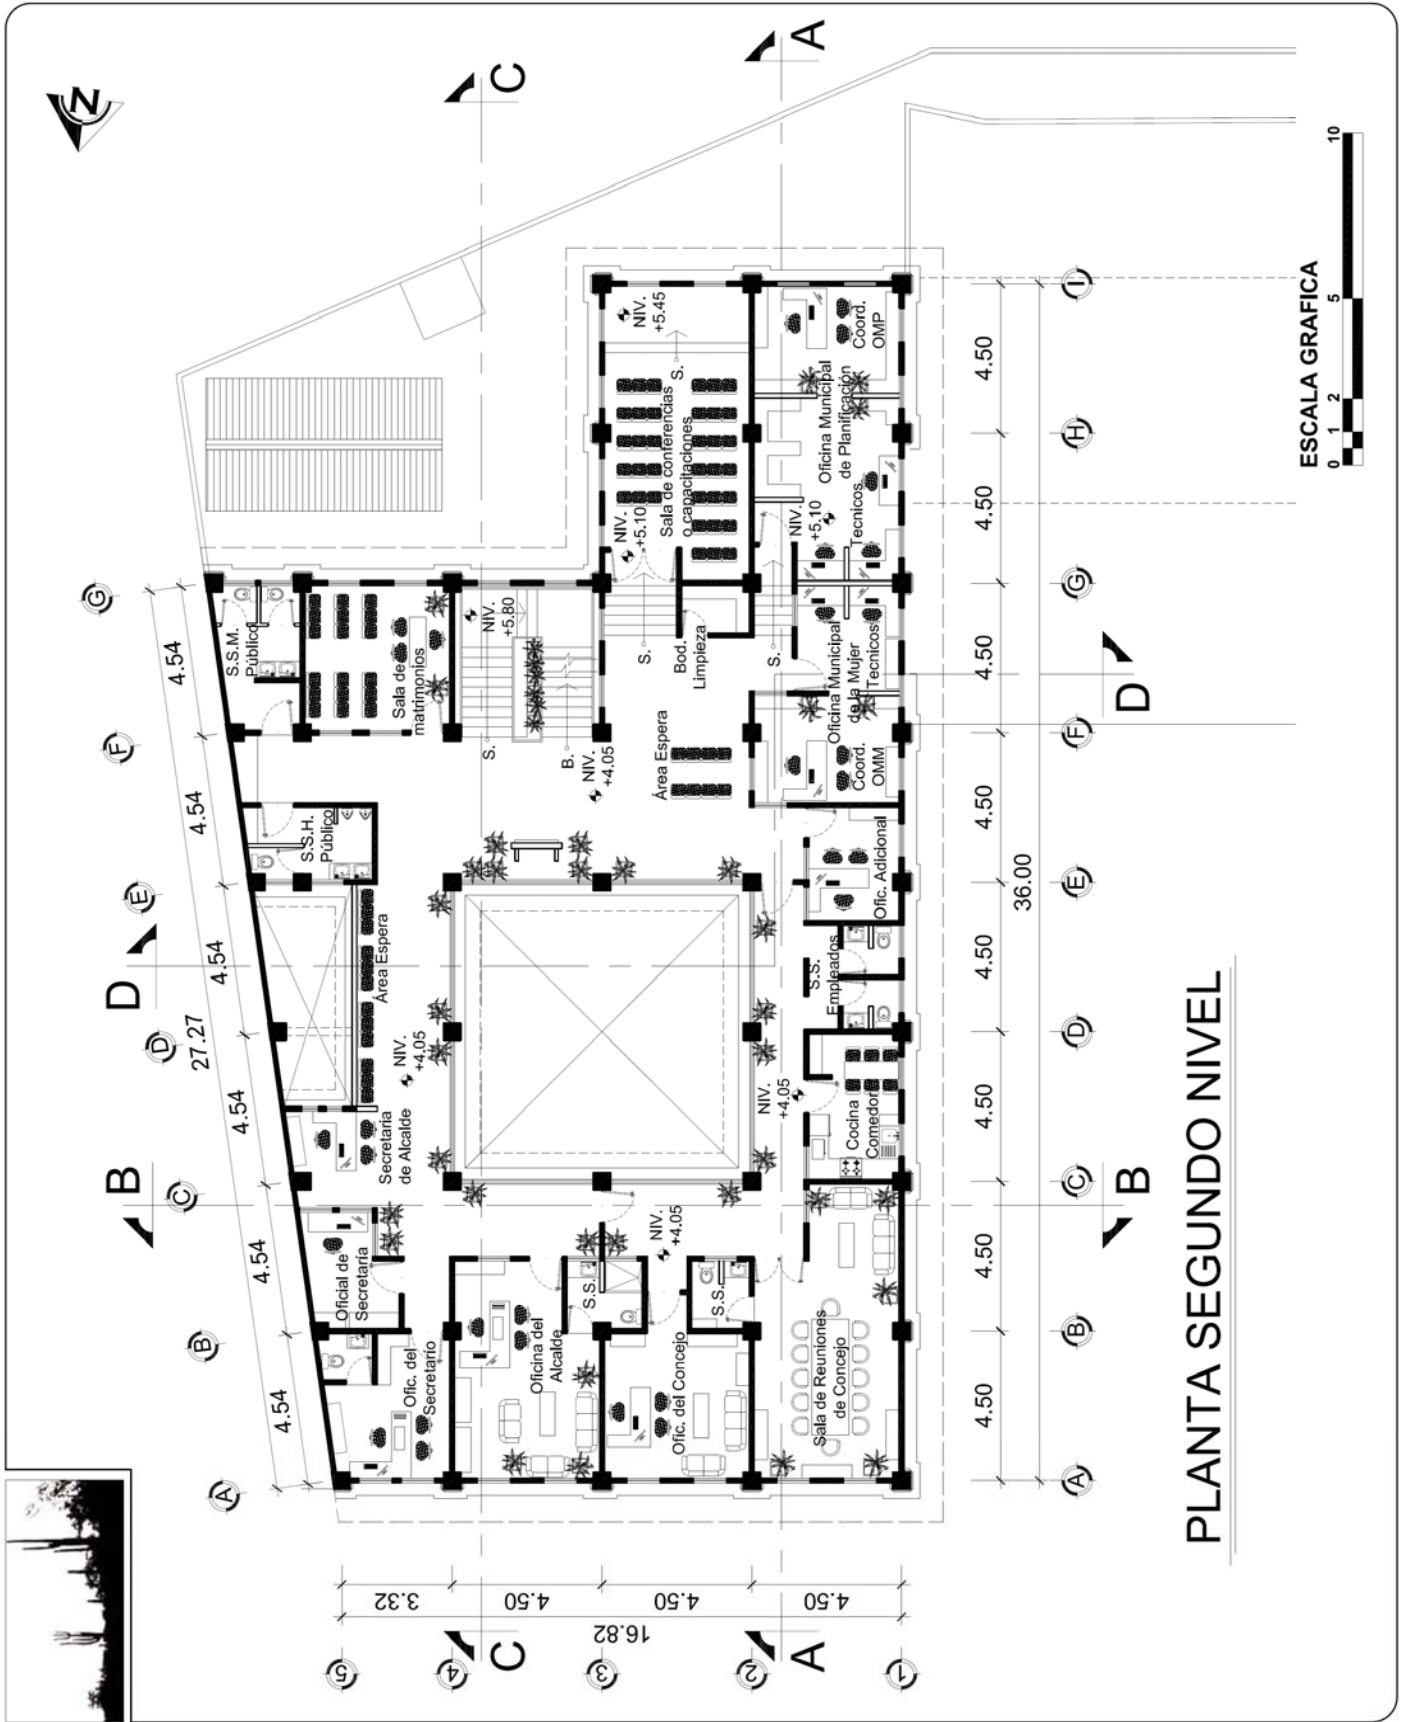 N
C
A
G
F
E
D
C
B
A
4.54
4.54
4.54
4.54
4.54
4.54
27.27
D
B
S.S.M.
Público
Sala de
matrimonios
NIV.
+5.80
S.
B.
NIV.
+4.05
S.S.H.
Público
Área Espera
NIV.
+4.05
Secretaria
de Alcalde
Oficial de
Secretaría
Ofic. del
Secretario
Oficina del
Alcalde
S.S.
Ofic. del Concejo
S.S.
NIV.
+4.05
Sala de Reuniones
de Concejo
NIV.
+4.05
Cocina
Comedor
S.S.
Empleados
Ofic. Adicional
Área Espera
Bod.
Limpieza
S.
S.
NIV.
+5.45
S.
Sala de conferencias
o capacitaciones
NIV.
+5.10
NIV.
+5.10
Oficina Municipal
de Planificación
Coord.
OMP
Tecnicos
Oficina Municipal
de la Mujer
Tecnicos
Coord.
OMM
4.50
4.50
4.50
4.50
4.50
4.50
4.50
4.50
36.00
I
H
G
F
E
D
C
B
A
D
B
5
4
3
2
1
3.32
4.50
4.50
4.50
16.82
C
A
ESCALA GRAFICA
0 1 2 5 10
PLANTA SEGUNDO NIVEL